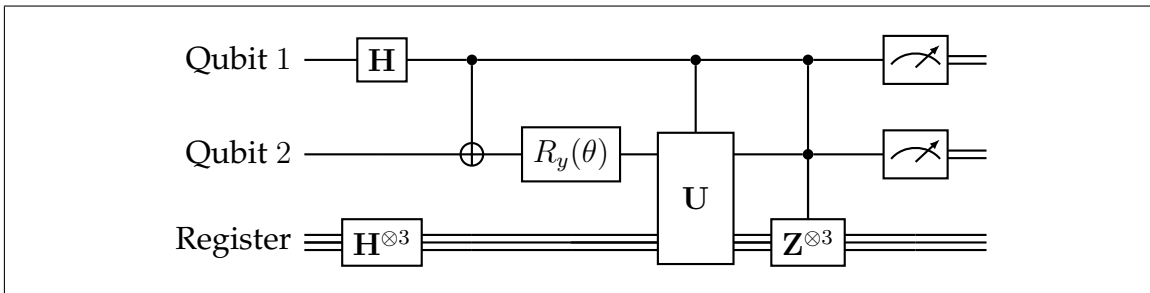 Qubit 1 H
Qubit 2 R_y(θ)
U
Register H^{⊗3} Z^{⊗3}